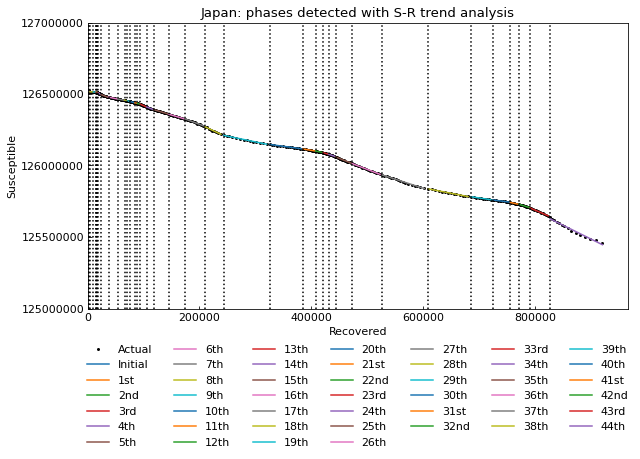 Japan: phases detected with S-R trend analysis
127000000
126500000
126000000
125500000
125000000
Susceptible
0 200000 400000 600000 800000
Recovered
Actual 6th 13th 20th 27th 33rd 39th
Initial 7th 14th 21st 28th 34th 40th
1st 8th 15th 22nd 29th 35th 41st
2nd 9th 16th 23rd 30th 36th 42nd
3rd 10th 17th 24th 31st 37th 43rd
4th 11th 18th 25th 32nd 38th 44th
5th 12th 19th 26th